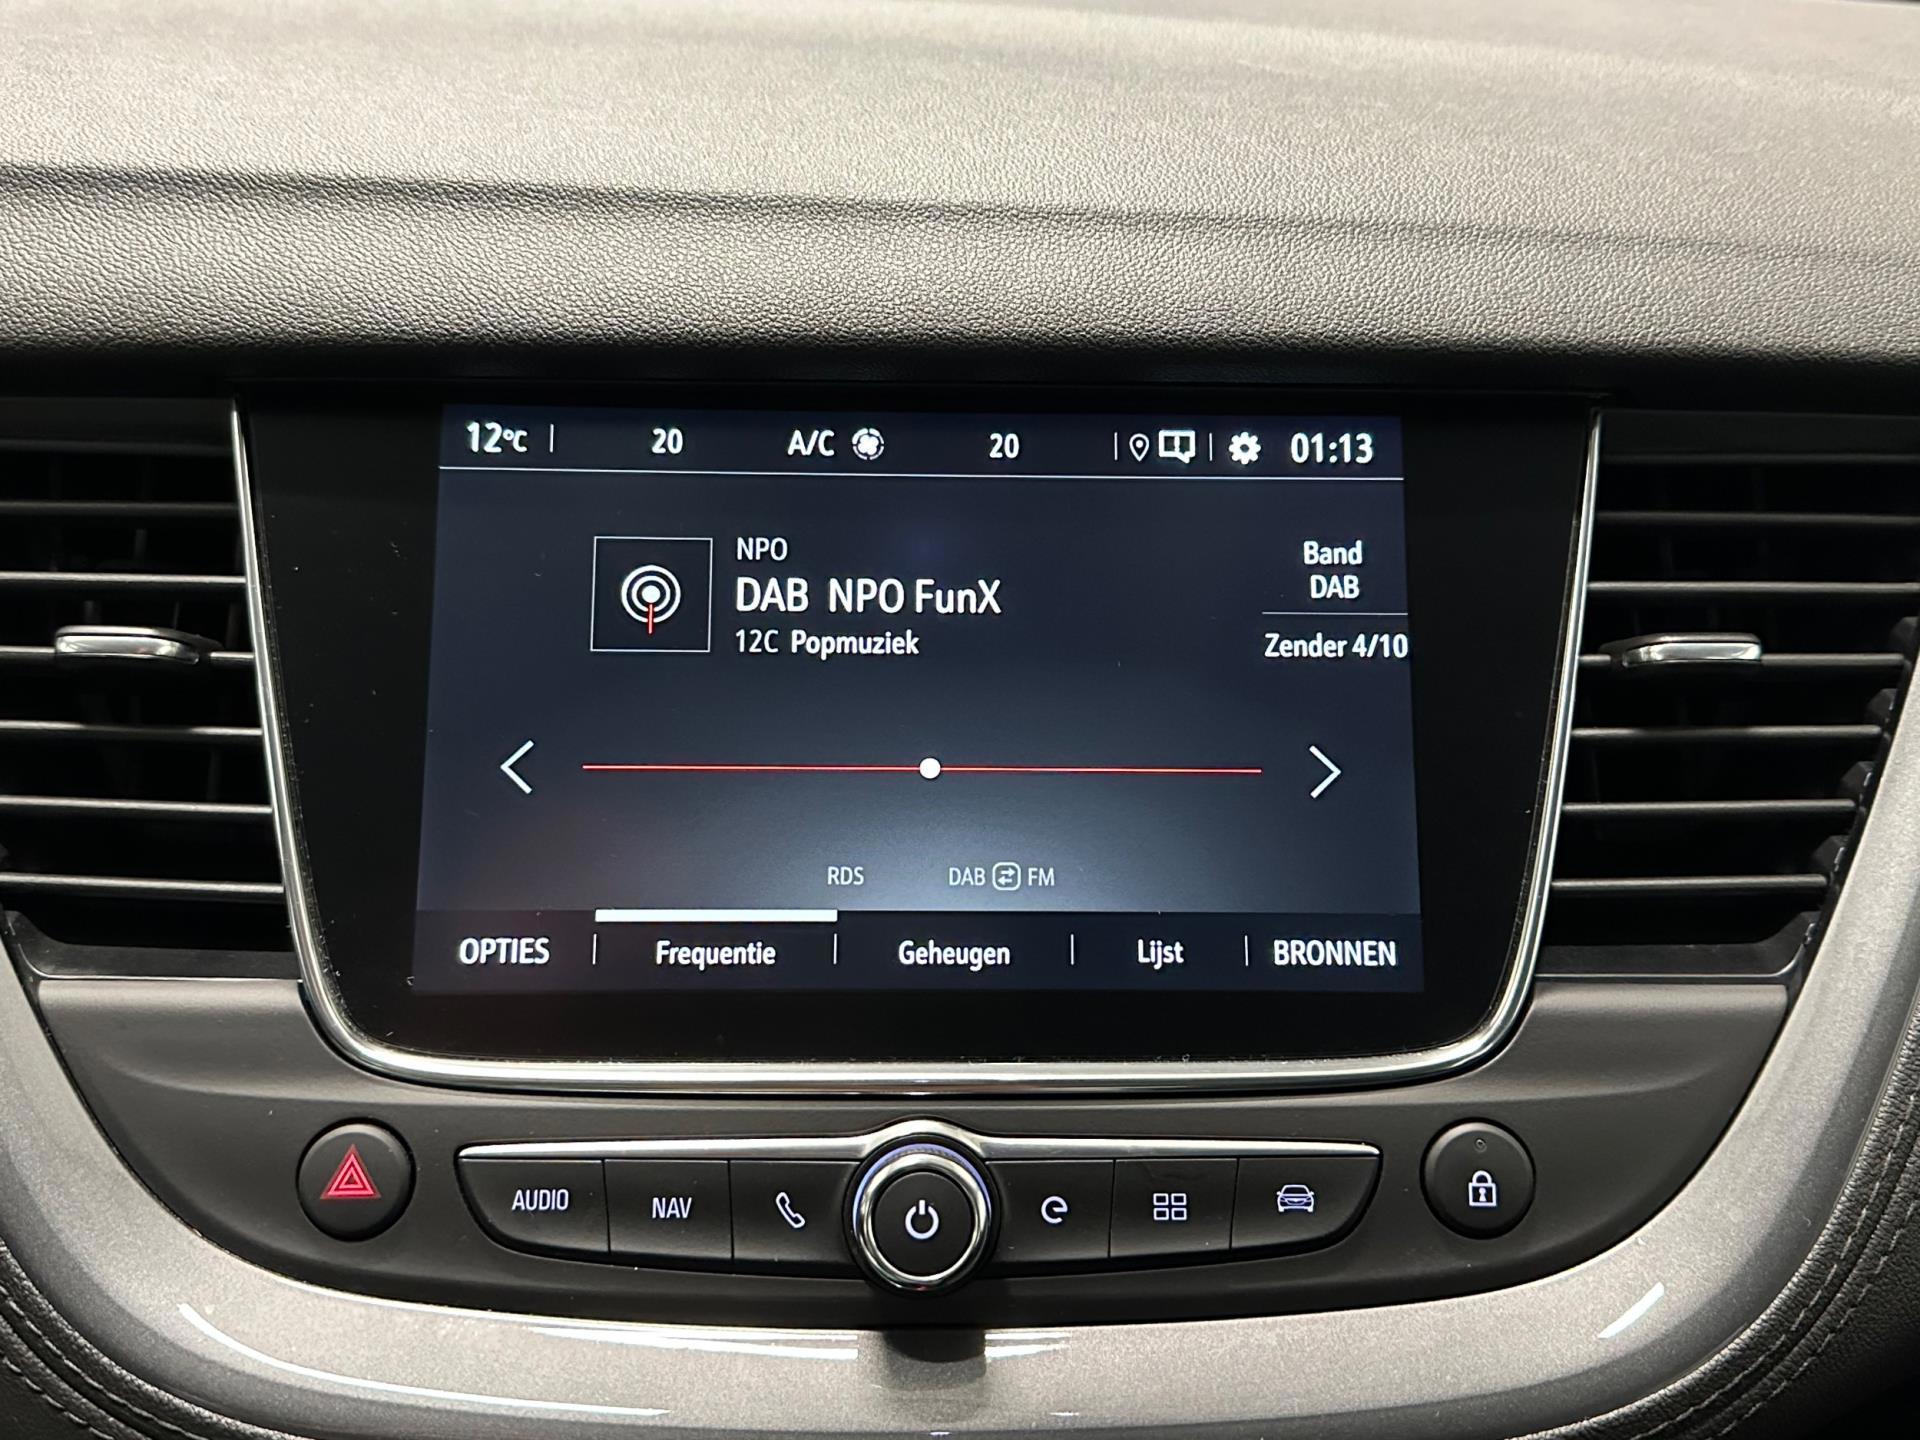 12°C 20 A/C 20 01:13
NPO
DAB NPO FunX
12C Popmuziek
Band
DAB
Zender 4/10
RDS DAB FM
OPTIES Frequentie Geheugen Lijst BRONNEN
AUDIO NAV